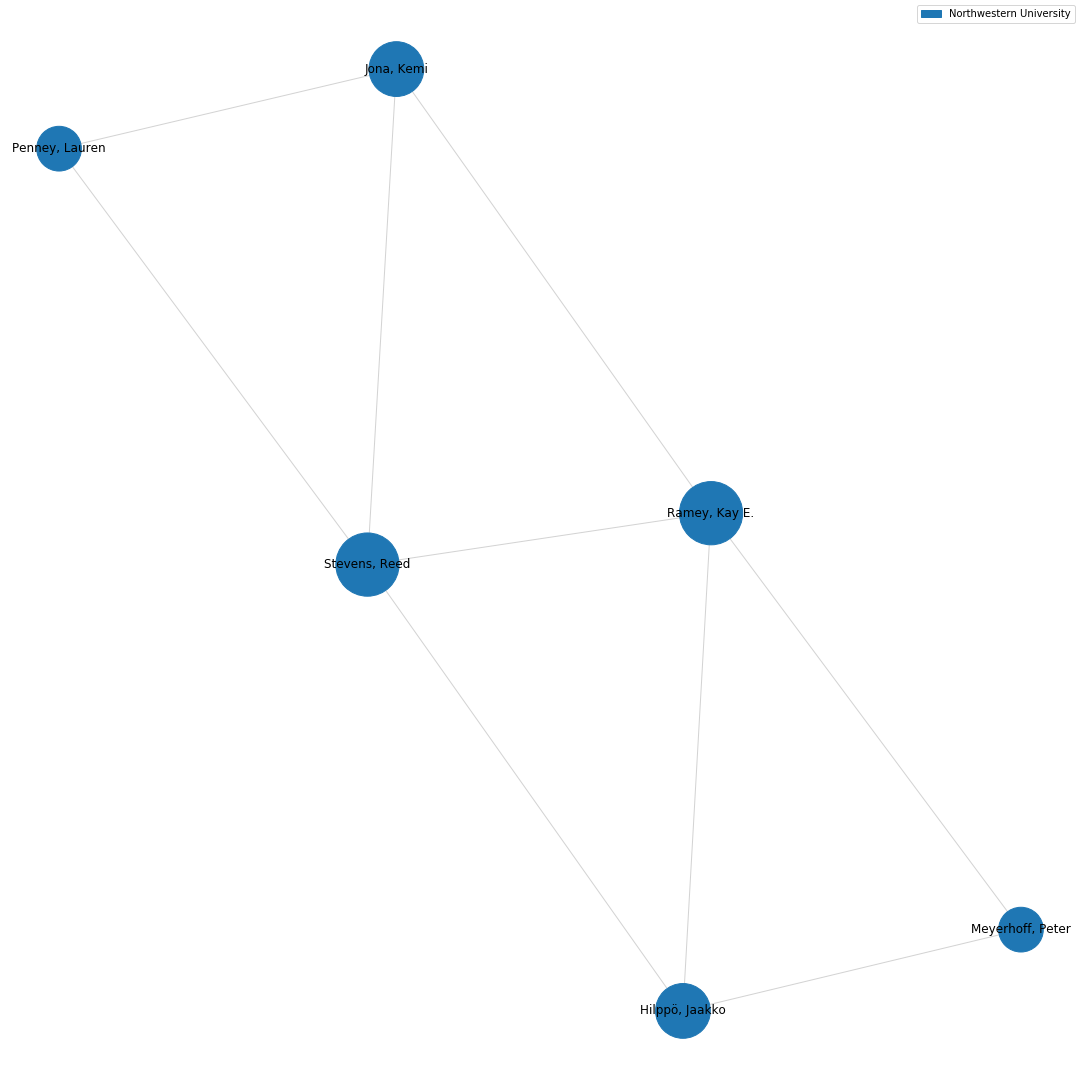 Northwestern University
Jona, Kemi
Penney, Lauren
Ramey, Kay E.
Stevens, Reed
Meyerhoff, Peter
Hilppö, Jaakko